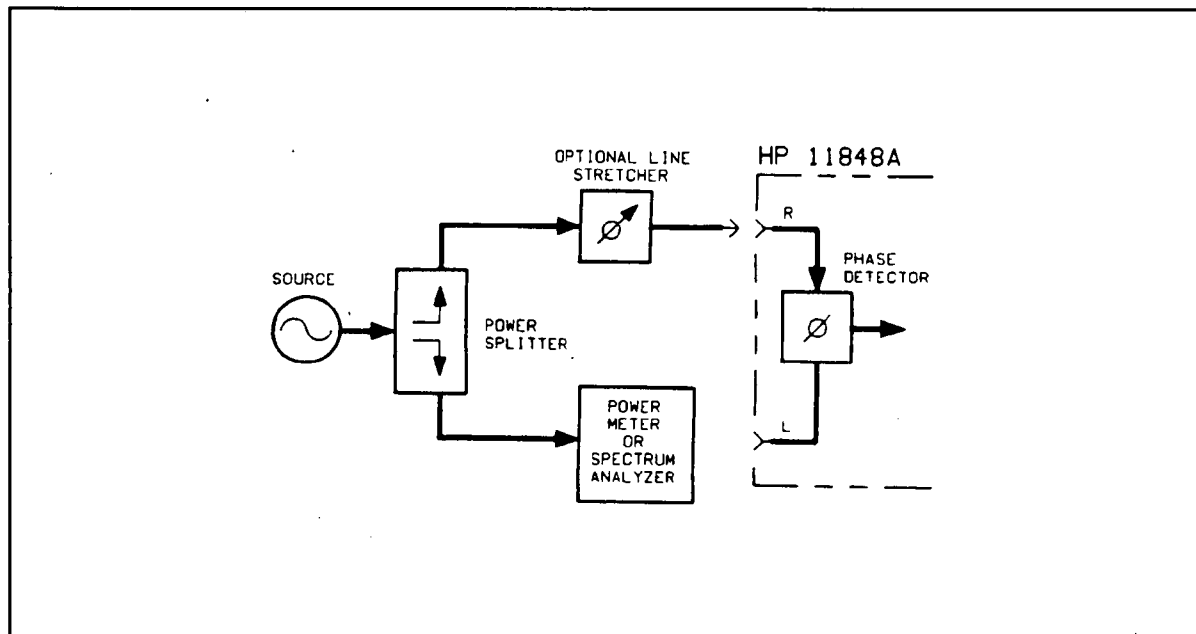 OPTIONAL LINE
STRETCHER
HP 11848A
R
PHASE
DETECTOR
SOURCE
POWER
SPLITTER
POWER
METER
OR
SPECTRUM
ANALYZER
L